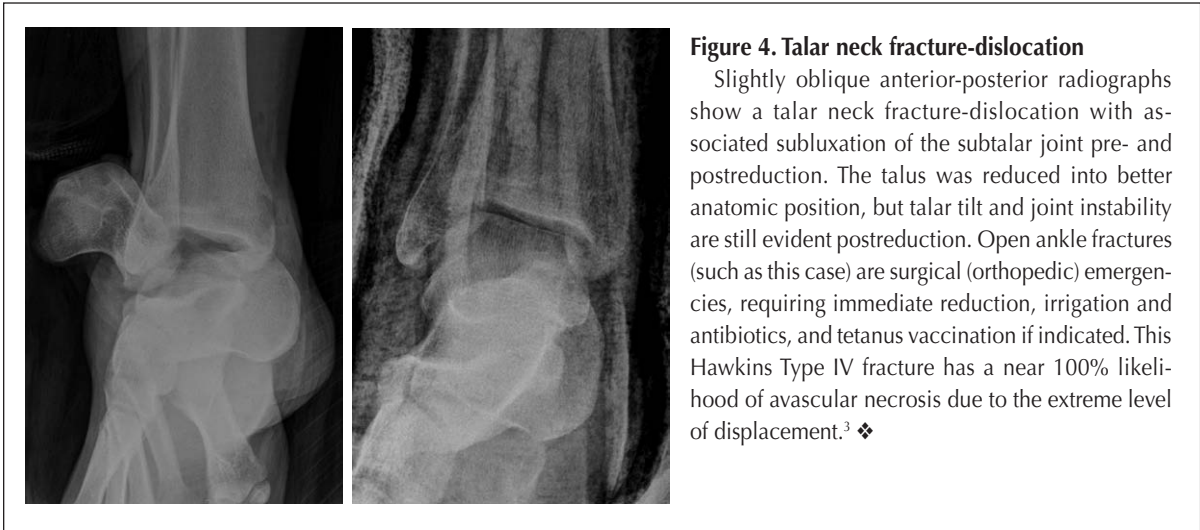 Figure 4. Talar neck fracture-dislocation
Slightly oblique anterior-posterior radiographs
show a talar neck fracture-dislocation with as-
sociated subluxation of the subtalar joint pre- and
postreduction. The talus was reduced into better
anatomic position, but talar tilt and joint instability
are still evident postreduction. Open ankle fractures
(such as this case) are surgical (orthopedic) emergen-
cies, requiring immediate reduction, irrigation and
antibiotics, and tetanus vaccination if indicated. This
Hawkins Type IV fracture has a near 100% likeli-
hood of avascular necrosis due to the extreme level
of displacement.³ ❖